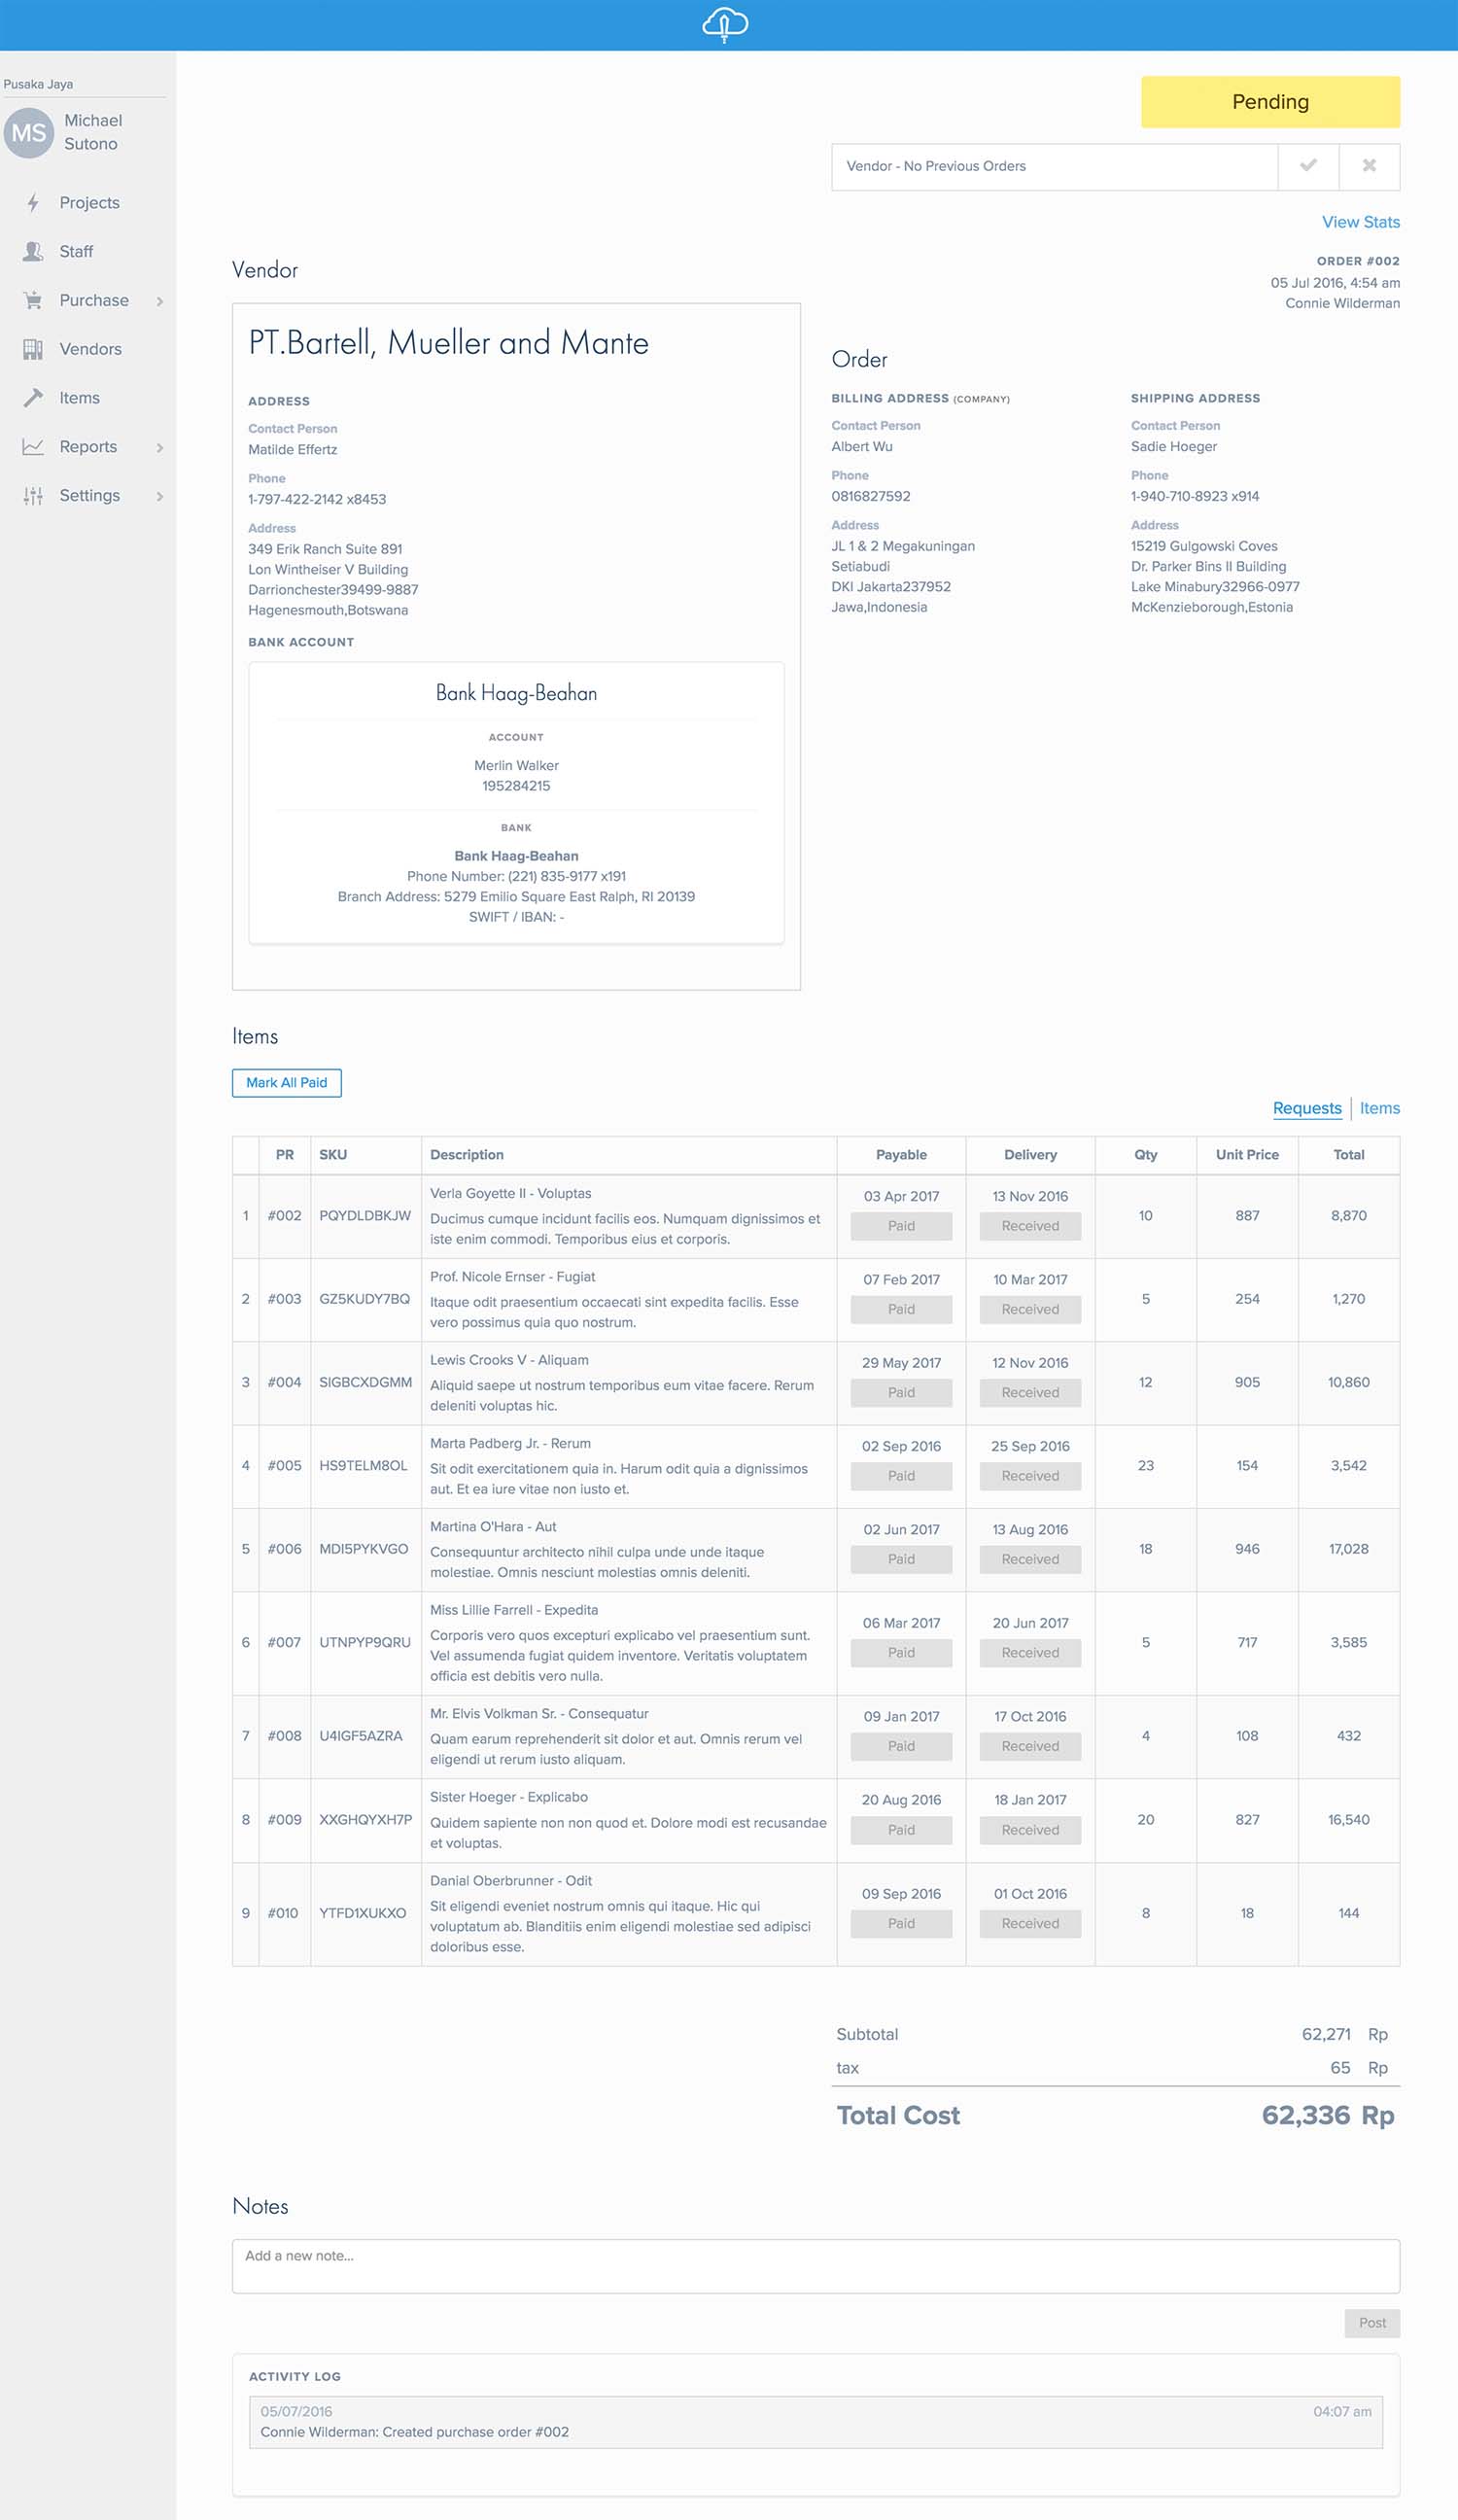 Pusaka Jaya
MS
Michael
Sutono
Projects
Staff
Purchase
Vendors
Items
Reports
Settings
Pending
Vendor - No Previous Orders
View Stats
ORDER #002
05 Jul 2016, 4:54 am
Connie Wilderman
Vendor
PT.Bartell, Mueller and Mante
ADDRESS
Contact Person
Matilde Effertz
Phone
1-797-422-2142 x8453
Address
349 Erik Ranch Suite 891
Lon Wintheiser V Building
Darrionchester39499-9887
Hagenesmouth,Botswana
BANK ACCOUNT
Bank Haag-Beahan
ACCOUNT
Merlin Walker
195284215
BANK
Bank Haag-Beahan
Phone Number: (221) 835-9177 x191
Branch Address: 5279 Emilio Square East Ralph, RI 20139
SWIFT / IBAN: -
Order
BILLING ADDRESS (COMPANY)
Contact Person
Albert Wu
Phone
0816827592
Address
JL 1 & 2 Megakuningan
Setiabudi
DKI Jakarta237952
Jawa,Indonesia
SHIPPING ADDRESS
Contact Person
Sadie Hoeger
Phone
1-940-710-8923 x914
Address
15219 Gulgowski Coves
Dr. Parker Bins II Building
Lake Minabury32966-0977
McKenzieborough,Estonia
Items
Mark All Paid
Requests | Items
PR SKU Description Payable Delivery Qty Unit Price Total
1 #002 PQYDLDBKJW Verla Goyette II - Voluptas 03 Apr 2017 13 Nov 2016 10 887 8,870
Ducimus cumque incidunt facilis eos. Numquam dignissimos et Paid Received
iste enim commodi. Temporibus eius et corporis.
2 #003 GZ5KUDY7BQ Prof. Nicole Ernser - Fugiat 07 Feb 2017 10 Mar 2017 5 254 1,270
Itaque odit praesentium occaecati sint expedita facilis. Esse Paid Received
vero possimus quia quo nostrum.
3 #004 SIGBCXDGMM Lewis Crooks V - Aliquam 29 May 2017 12 Nov 2016 12 905 10,860
Aliquid saepe ut nostrum temporibus eum vitae facere. Rerum Paid Received
deleniti voluptas hic.
4 #005 HS9TELM8OL Marta Padberg Jr. - Rerum 02 Sep 2016 25 Sep 2016 23 154 3,542
Sit odit exercitationem quia in. Harum odit quia a dignissimos Paid Received
aut. Et ea iure vitae non iusto et.
5 #006 MDI5PYKVGO Martina O'Hara - Aut 02 Jun 2017 13 Aug 2016 18 946 17,028
Consequuntur architecto nihil culpa unde unde itaque Paid Received
molestiae. Omnis nesciunt molestias omnis deleniti.
6 #007 UTNPYP9QRU Miss Lillie Farrell - Expedita 06 Mar 2017 20 Jun 2017 5 717 3,585
Corporis vero quos excepturi explicabo vel praesentium sunt. Paid Received
Vel assumenda fugiat quidem inventore. Veritatis voluptatem
officia est debitis vero nulla.
7 #008 U4IGF5AZRA Mr. Elvis Volkman Sr. - Consequatur 09 Jan 2017 17 Oct 2016 4 108 432
Quam earum reprehenderit sit dolor et aut. Omnis rerum vel Paid Received
eligendi ut rerum iusto aliquam.
8 #009 XXGHQYXH7P Sister Hoeger - Explicabo 20 Aug 2016 18 Jan 2017 20 827 16,540
Quidem sapiente non non quod et. Dolore modi est recusandae Paid Received
et voluptas.
9 #010 YTFD1XUKXO Danial Oberbrunner - Odit 09 Sep 2016 01 Oct 2016 8 18 144
Sit eligendi eveniet nostrum omnis qui itaque. Hic qui Paid Received
voluptatum ab. Blanditiis enim eligendi molestiae sed adipisci
doloribus esse.
Subtotal 62,271 Rp
tax 65 Rp
Total Cost 62,336 Rp
Notes
Add a new note...
Post
ACTIVITY LOG
05/07/2016 04:07 am
Connie Wilderman: Created purchase order #002